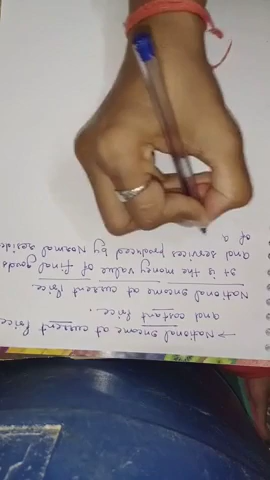 → National Income at current Price
and constant Price.
National Income at current Price.
It is the money value of final goods
and services produced by Normal reside
of a